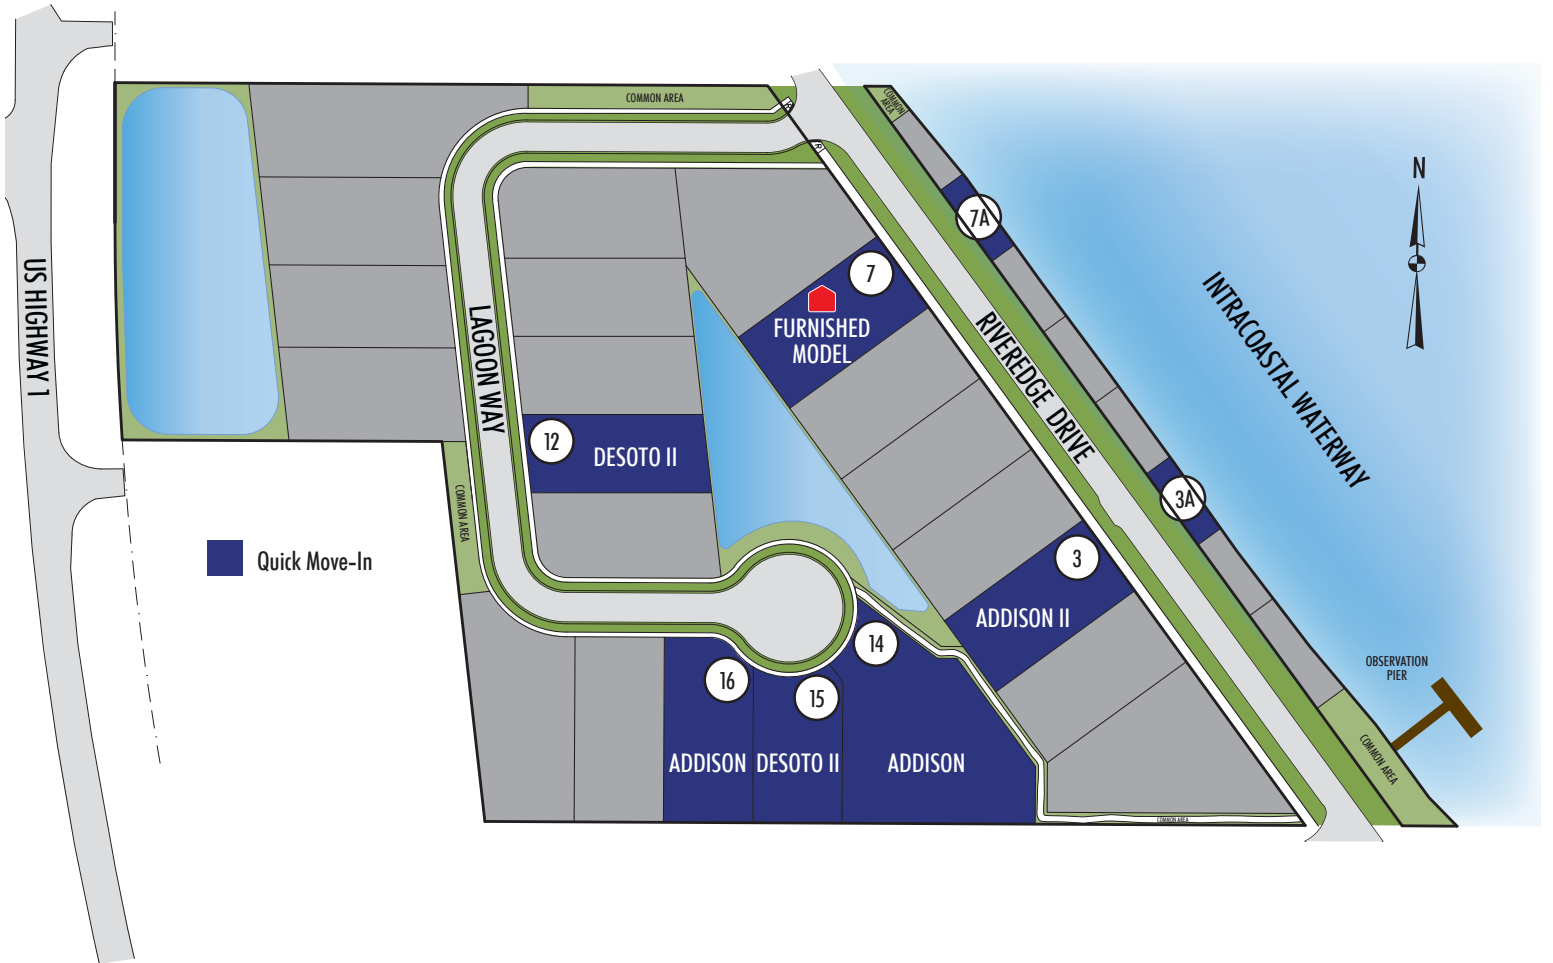 COMMON AREA
COMMON
AREA
N
7A
7
FURNISHED
MODEL
US HIGHWAY 1
LAGOON WAY
RIVEREDGE DRIVE
INTRACOASTAL WATERWAY
12
DESOTO II
3A
COMMON AREA
Quick Move-In
3
ADDISON II
14
16
15
OBSERVATION
PIER
ADDISON
DESOTO II
ADDISON
COMMON AREA
COMMON AREA